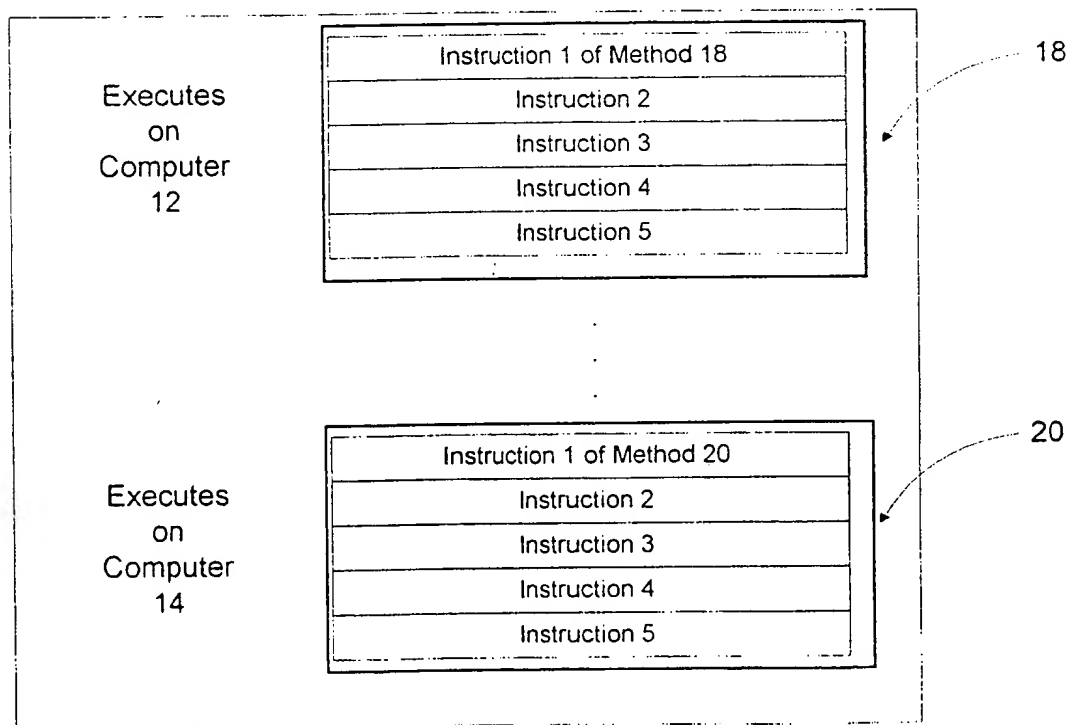 Executes
on
Computer
12
Instruction 1 of Method 18
Instruction 2
Instruction 3
Instruction 4
Instruction 5
18
Executes
on
Computer
14
Instruction 1 of Method 20
Instruction 2
Instruction 3
Instruction 4
Instruction 5
20